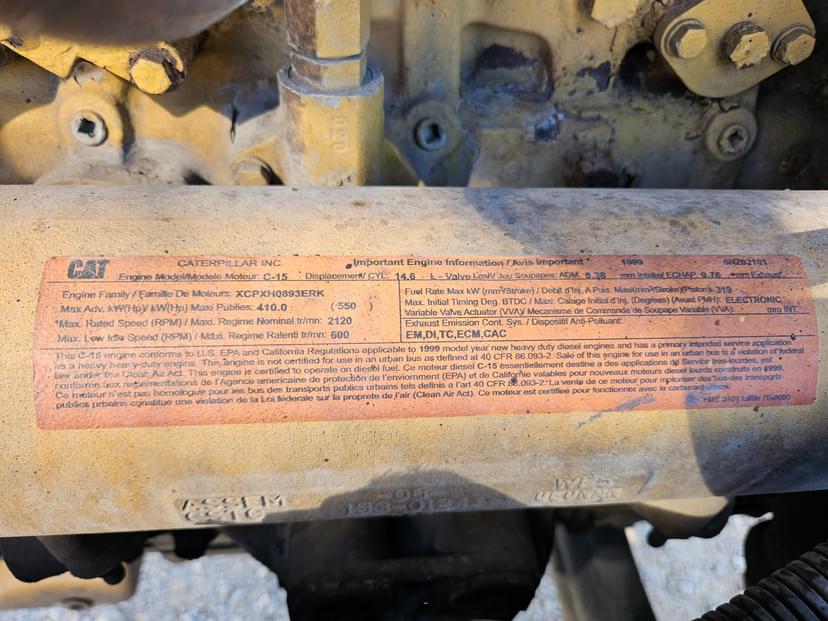 CAT CATERPILLAR INC. Important Engine Information / Avis important 1999
Engine Model/Modele Moteur: C-15 Displacement/CYL: 14.6 L - Valve Lash/Jeu Soupapes: ADM. 0.38 mm Intake/ECHAP. 0.76 mm Exhaust
Engine Family / Famille De Moteurs: XCPXH0893ERK
Max Adv. kW(Hp)/ kW(Hp) Maxi Publies: 410.0 (550)
*Max. Rated Speed (RPM) / Maxi. Regime Nominal tr/mn: 2120
Max. Low Idle Speed (RPM) / Maxi. Regime Ralenti tr/mn: 600
Fuel Rate Max kW (mm³/Stroke) / Débit d'Inj. A Puis. Maxi(mm³/Stroke)(Piston): 319
Max. Initial Timing Deg. BTDC / Maxi. Calage Initial d'Inj. (Degrees) (Avant PMH): ELECTRONIC
Variable Valve Actuator (VVA)/ Mecanisme de Commande de Soupape Variable (VVA): mm INT.
Exhaust Emission Cont. Sys. / Dispositif Anti-Polluant:
EM,DI,TC,ECM,CAC
This C-15 engine conforms to U.S. EPA and California Regulations applicable to 1999 model year new heavy duty engines and has a primary intended service application
as a heavy heavy-duty engine. This engine is not certified for use in an urban bus as defined at 40 CFR 86.093-2. Sale of this engine for use in an urban bus is a violation of federal
law under the Clean Air Act. This engine is certified to operate on diesel fuel. Ce moteur diesel C-15 essentiellement destine a des applications de Service tres-lourdes, est
conforme aux reglementations de l'Agence americaine de protection de l'enviornment (EPA) et de Californie valables pour nouveaux moteurs diesel lourds construits en 1999.
Ce moteur n'est pas homologué pour les bus des transports publics urbains tels definis a l'art 40 CFR 86.093-2. La vente de ce moteur pour des bus des transports
publics urbains constitue une violation de la Loi fédérale sur la proprete de l'air (Clean Air Act). Ce moteur est certified pour fonctionner avec le carburant diesel.
ASSEM